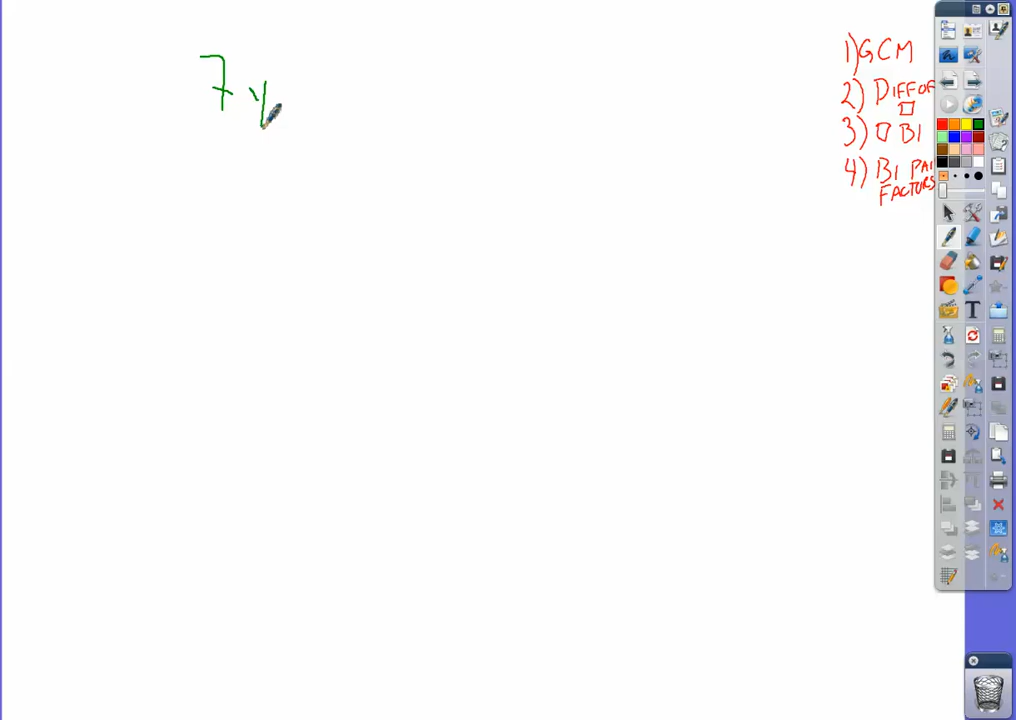 7y
1) GCM
2) DIFF OF
□
3) □ BI
4) BI PAI
FACTORS
T